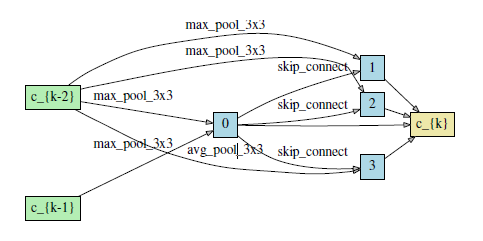 max_pool_3x3
max_pool_3x3
skip_connect
1
c_{k-2}
max_pool_3x3
skip_connect
2
0
c_{k}
max_pool_3x3
avg_pool_3x3
skip_connect
3
c_{k-1}